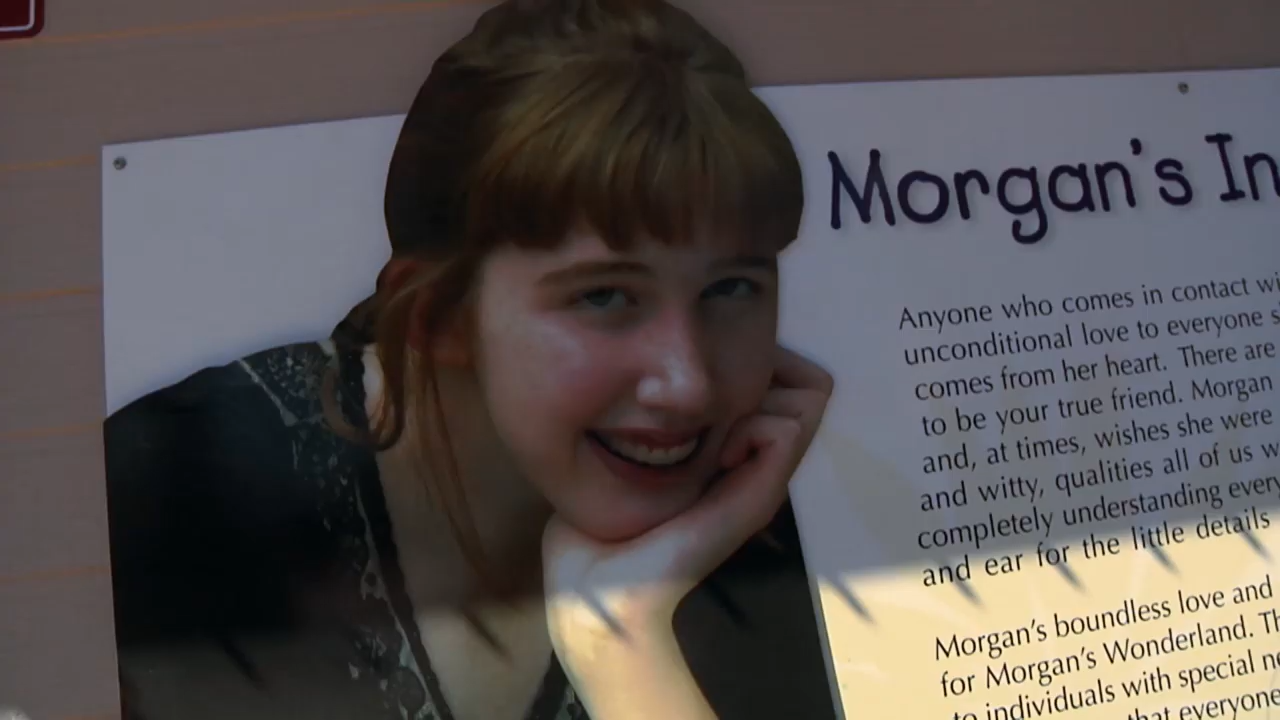 Morgan's In
Anyone who comes in contact wi
unconditional love to everyone s
comes from her heart. There are
to be your true friend. Morgan
and, at times, wishes she were
and witty, qualities all of us w
completely understanding every
and ear for the little details
Morgan's boundless love and
for Morgan's Wonderland. Th
to individuals with special ne
that everyone